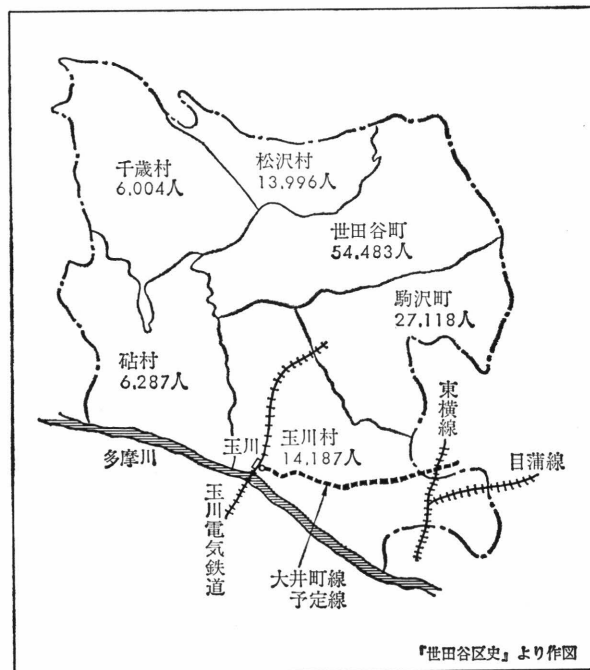 千歳村
6,004人
松沢村
13,996人
世田谷町
54,483人
駒沢町
27,118人
砧村
6,287人
東横線
玉川
玉川村
14,187人
多摩川
目蒲線
玉川電気鉄道
大井町線
予定線
『世田谷区史』より作図